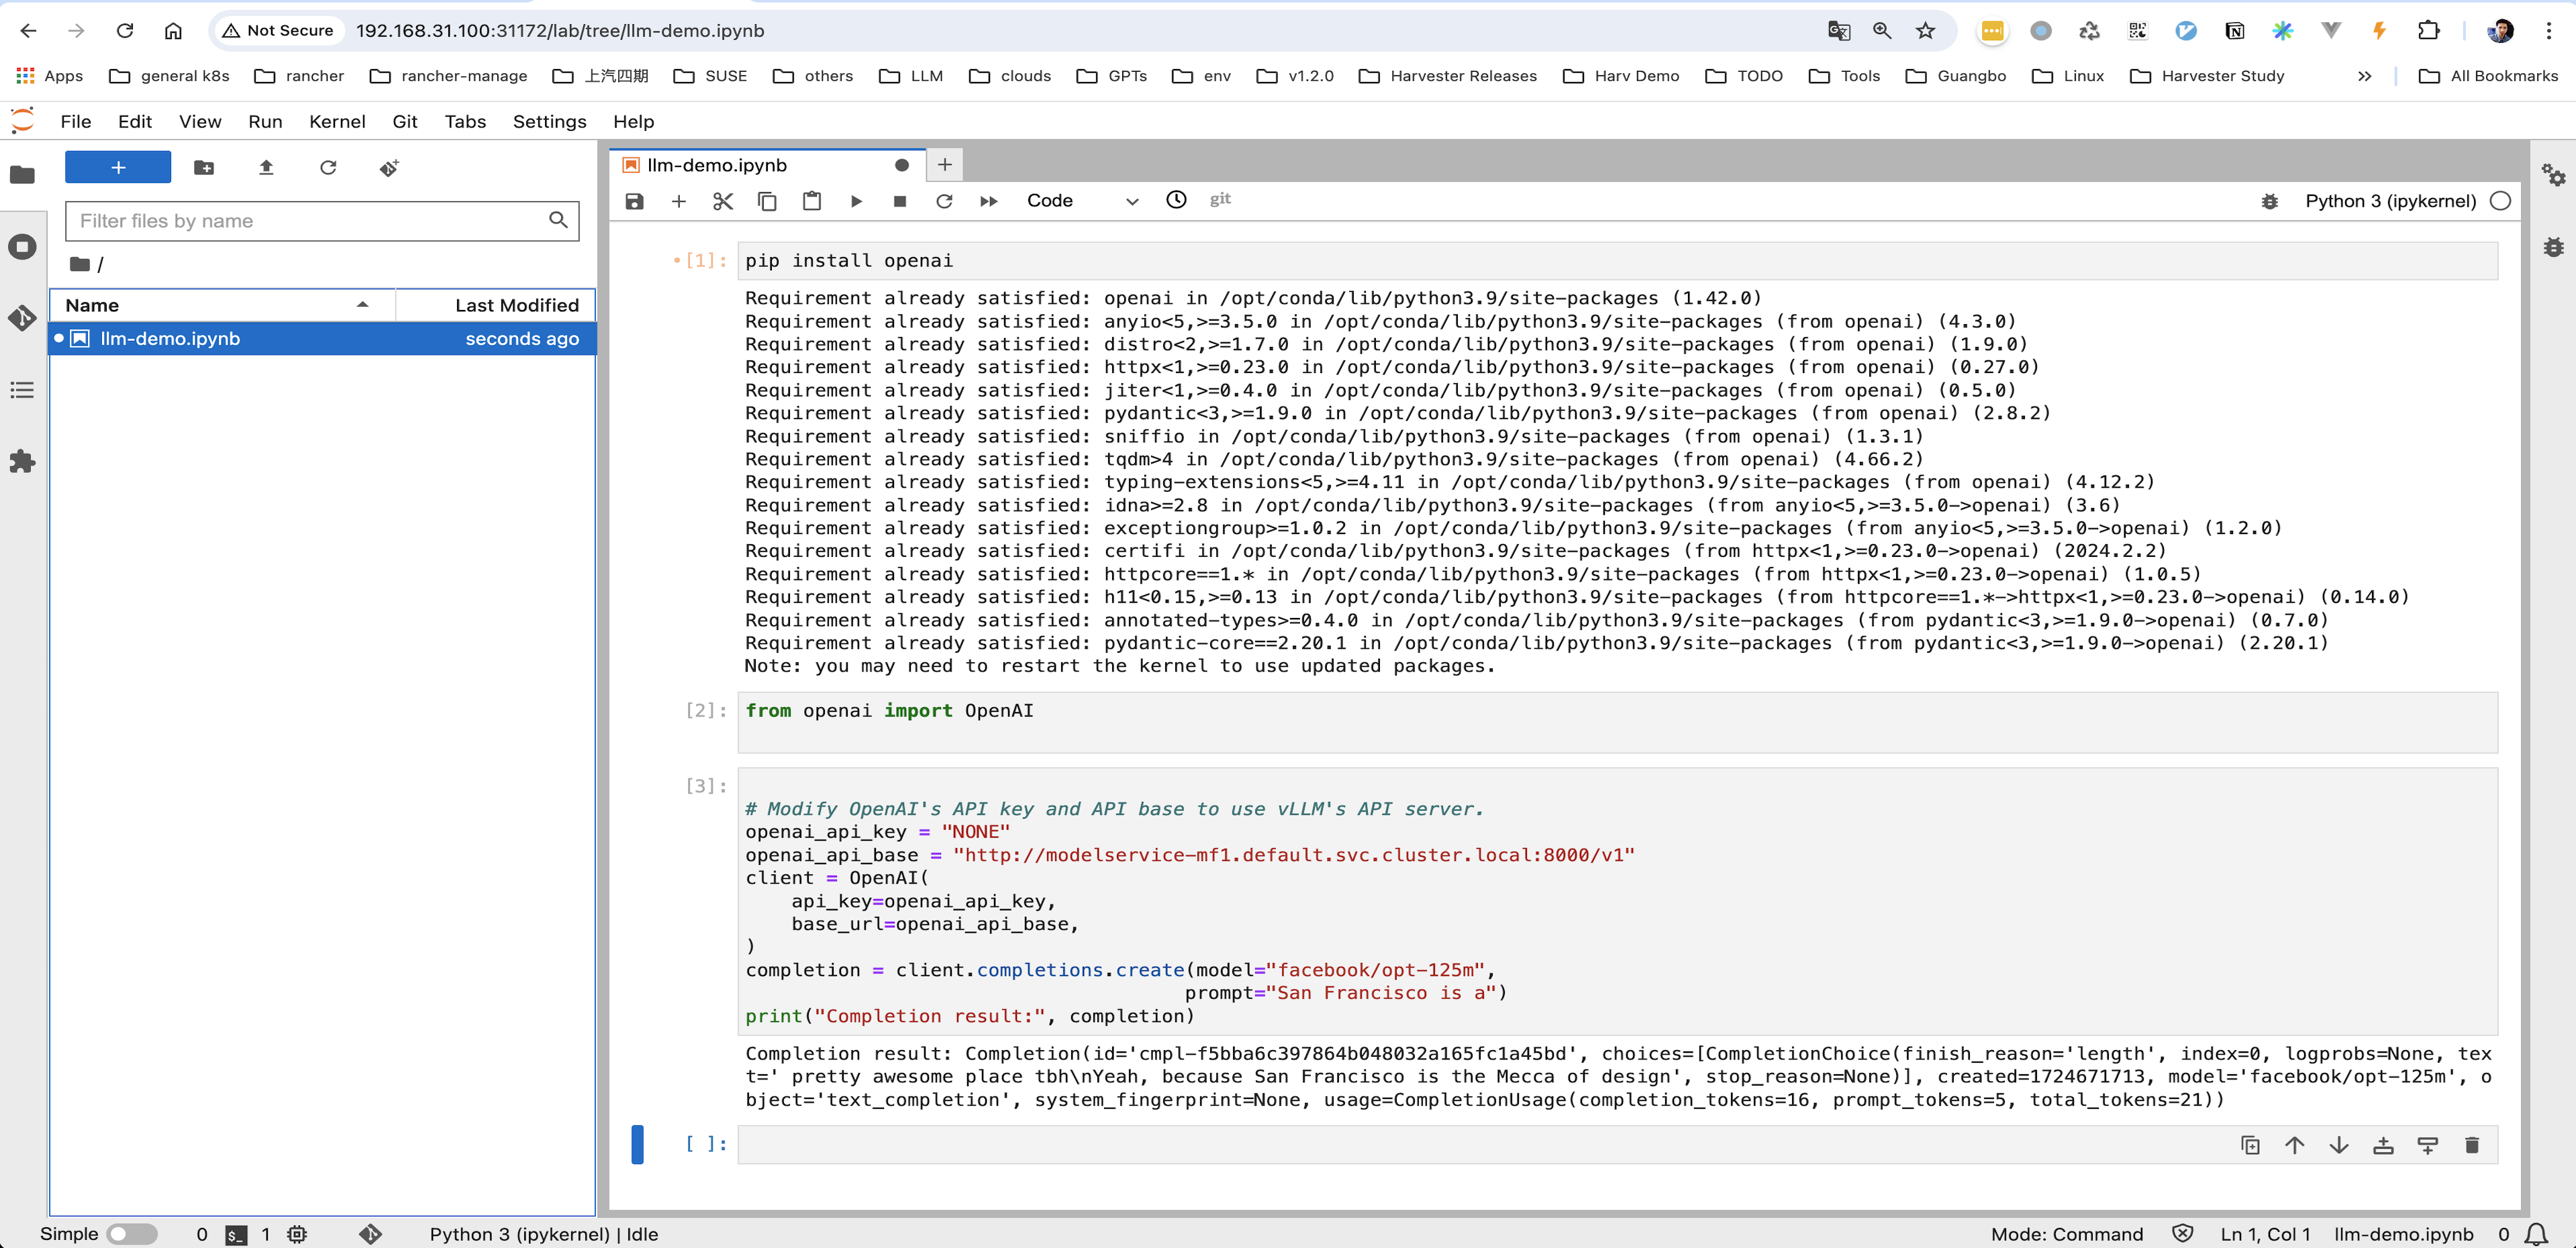 Not Secure 192.168.31.100:31172/lab/tree/llm-demo.ipynb
Apps general k8s rancher rancher-manage 上汽四期 SUSE others LLM clouds GPTs env v1.2.0 Harvester Releases Harv Demo TODO Tools Guangbo Linux Harvester Study » All Bookmarks
File Edit View Run Kernel Git Tabs Settings Help
+
Filter files by name
/
Name Last Modified
llm-demo.ipynb seconds ago
llm-demo.ipynb
Code git Python 3 (ipykernel)
[1]: pip install openai
Requirement already satisfied: openai in /opt/conda/lib/python3.9/site-packages (1.42.0)
Requirement already satisfied: anyio<5,>=3.5.0 in /opt/conda/lib/python3.9/site-packages (from openai) (4.3.0)
Requirement already satisfied: distro<2,>=1.7.0 in /opt/conda/lib/python3.9/site-packages (from openai) (1.9.0)
Requirement already satisfied: httpx<1,>=0.23.0 in /opt/conda/lib/python3.9/site-packages (from openai) (0.27.0)
Requirement already satisfied: jiter<1,>=0.4.0 in /opt/conda/lib/python3.9/site-packages (from openai) (0.5.0)
Requirement already satisfied: pydantic<3,>=1.9.0 in /opt/conda/lib/python3.9/site-packages (from openai) (2.8.2)
Requirement already satisfied: sniffio in /opt/conda/lib/python3.9/site-packages (from openai) (1.3.1)
Requirement already satisfied: tqdm>4 in /opt/conda/lib/python3.9/site-packages (from openai) (4.66.2)
Requirement already satisfied: typing-extensions<5,>=4.11 in /opt/conda/lib/python3.9/site-packages (from openai) (4.12.2)
Requirement already satisfied: idna>=2.8 in /opt/conda/lib/python3.9/site-packages (from anyio<5,>=3.5.0->openai) (3.6)
Requirement already satisfied: exceptiongroup>=1.0.2 in /opt/conda/lib/python3.9/site-packages (from anyio<5,>=3.5.0->openai) (1.2.0)
Requirement already satisfied: certifi in /opt/conda/lib/python3.9/site-packages (from httpx<1,>=0.23.0->openai) (2024.2.2)
Requirement already satisfied: httpcore==1.* in /opt/conda/lib/python3.9/site-packages (from httpx<1,>=0.23.0->openai) (1.0.5)
Requirement already satisfied: h11<0.15,>=0.13 in /opt/conda/lib/python3.9/site-packages (from httpcore==1.*->httpx<1,>=0.23.0->openai) (0.14.0)
Requirement already satisfied: annotated-types>=0.4.0 in /opt/conda/lib/python3.9/site-packages (from pydantic<3,>=1.9.0->openai) (0.7.0)
Requirement already satisfied: pydantic-core==2.20.1 in /opt/conda/lib/python3.9/site-packages (from pydantic<3,>=1.9.0->openai) (2.20.1)
Note: you may need to restart the kernel to use updated packages.
[2]: from openai import OpenAI
[3]:
# Modify OpenAI's API key and API base to use vLLM's API server.
openai_api_key = "NONE"
openai_api_base = "http://modelservice-mf1.default.svc.cluster.local:8000/v1"
client = OpenAI(
    api_key=openai_api_key,
    base_url=openai_api_base,
)
completion = client.completions.create(model="facebook/opt-125m",
                                      prompt="San Francisco is a")
print("Completion result:", completion)
Completion result: Completion(id='cmpl-f5bba6c397864b048032a165fc1a45bd', choices=[CompletionChoice(finish_reason='length', index=0, logprobs=None, tex
t=' pretty awesome place tbh\nYeah, because San Francisco is the Mecca of design', stop_reason=None)], created=1724671713, model='facebook/opt-125m', o
bject='text_completion', system_fingerprint=None, usage=CompletionUsage(completion_tokens=16, prompt_tokens=5, total_tokens=21))
[ ]:
Simple 0 $_ 1 Python 3 (ipykernel) | Idle Mode: Command Ln 1, Col 1 llm-demo.ipynb 0